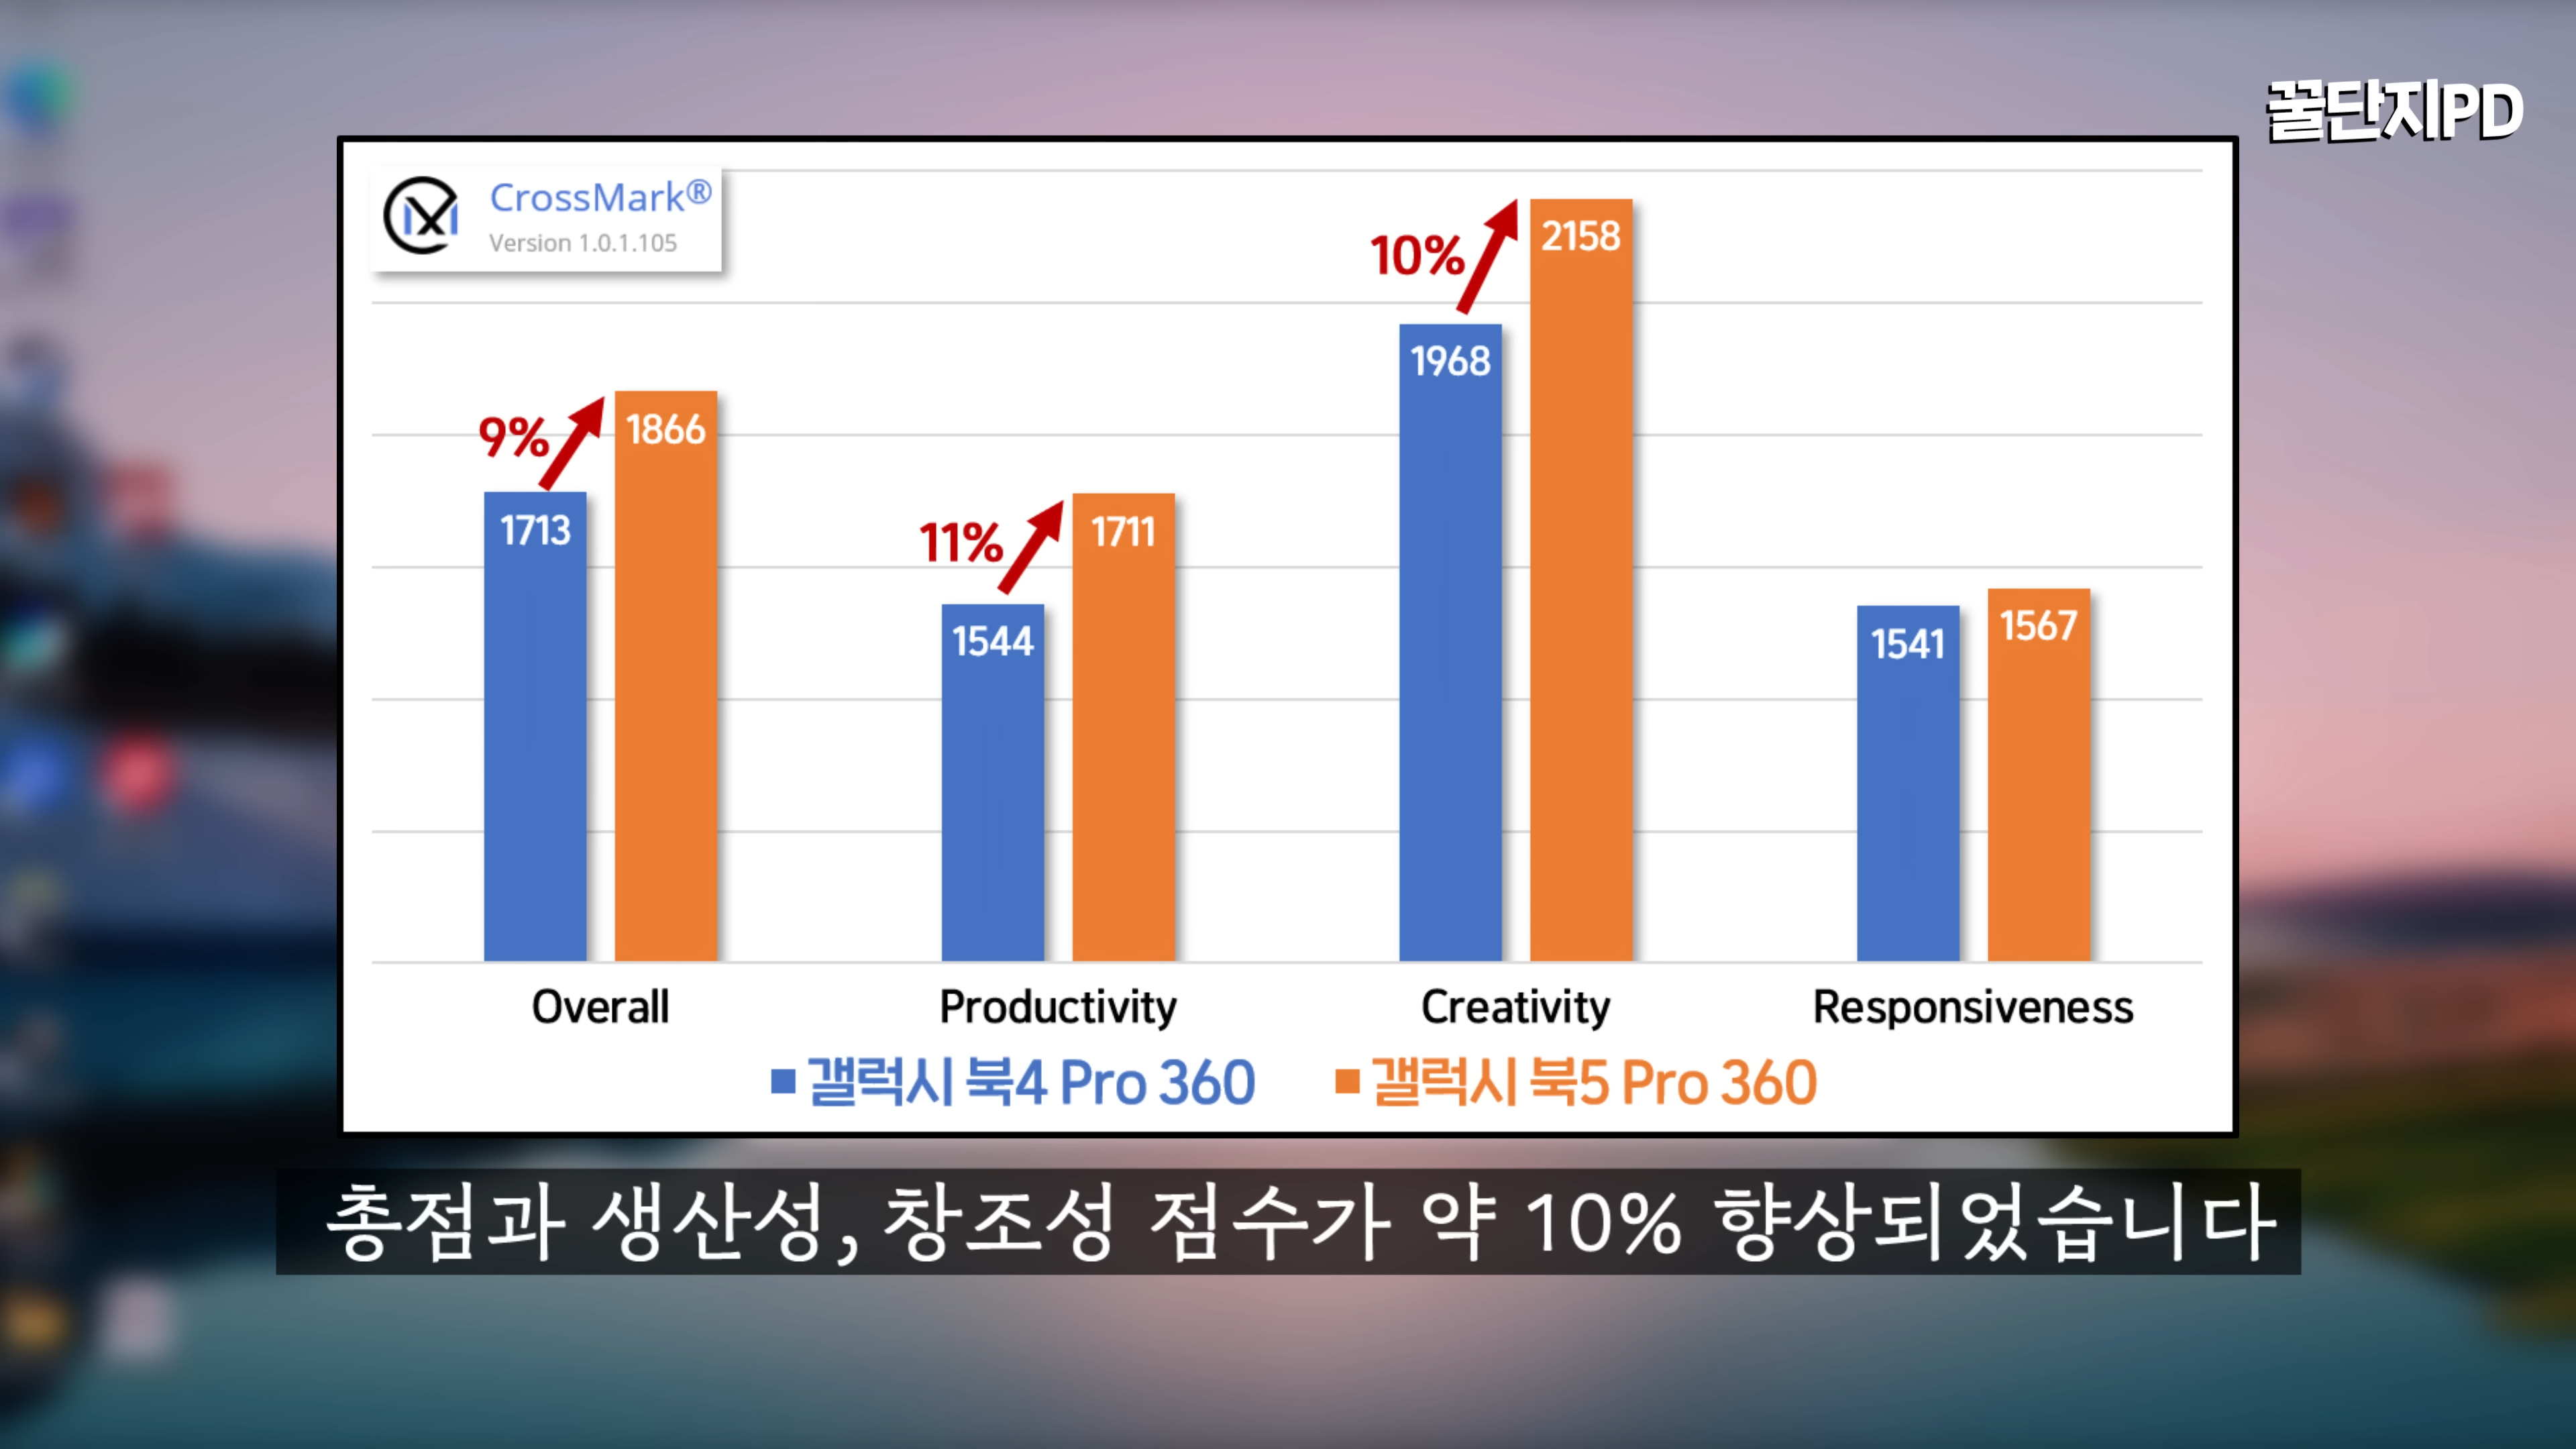 꿀단지PD
CrossMark®
Version 1.0.1.105
9%
1713
1866
11%
1544
1711
10%
1968
2158
1541
1567
Overall
Productivity
Creativity
Responsiveness
갤럭시 북4 Pro 360
갤럭시 북5 Pro 360
총점과 생산성, 창조성 점수가 약 10% 향상되었습니다